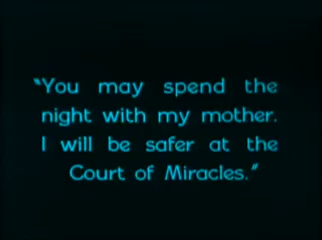 "You may spend the
night with my mother.
I will be safer at the
Court of Miracles."